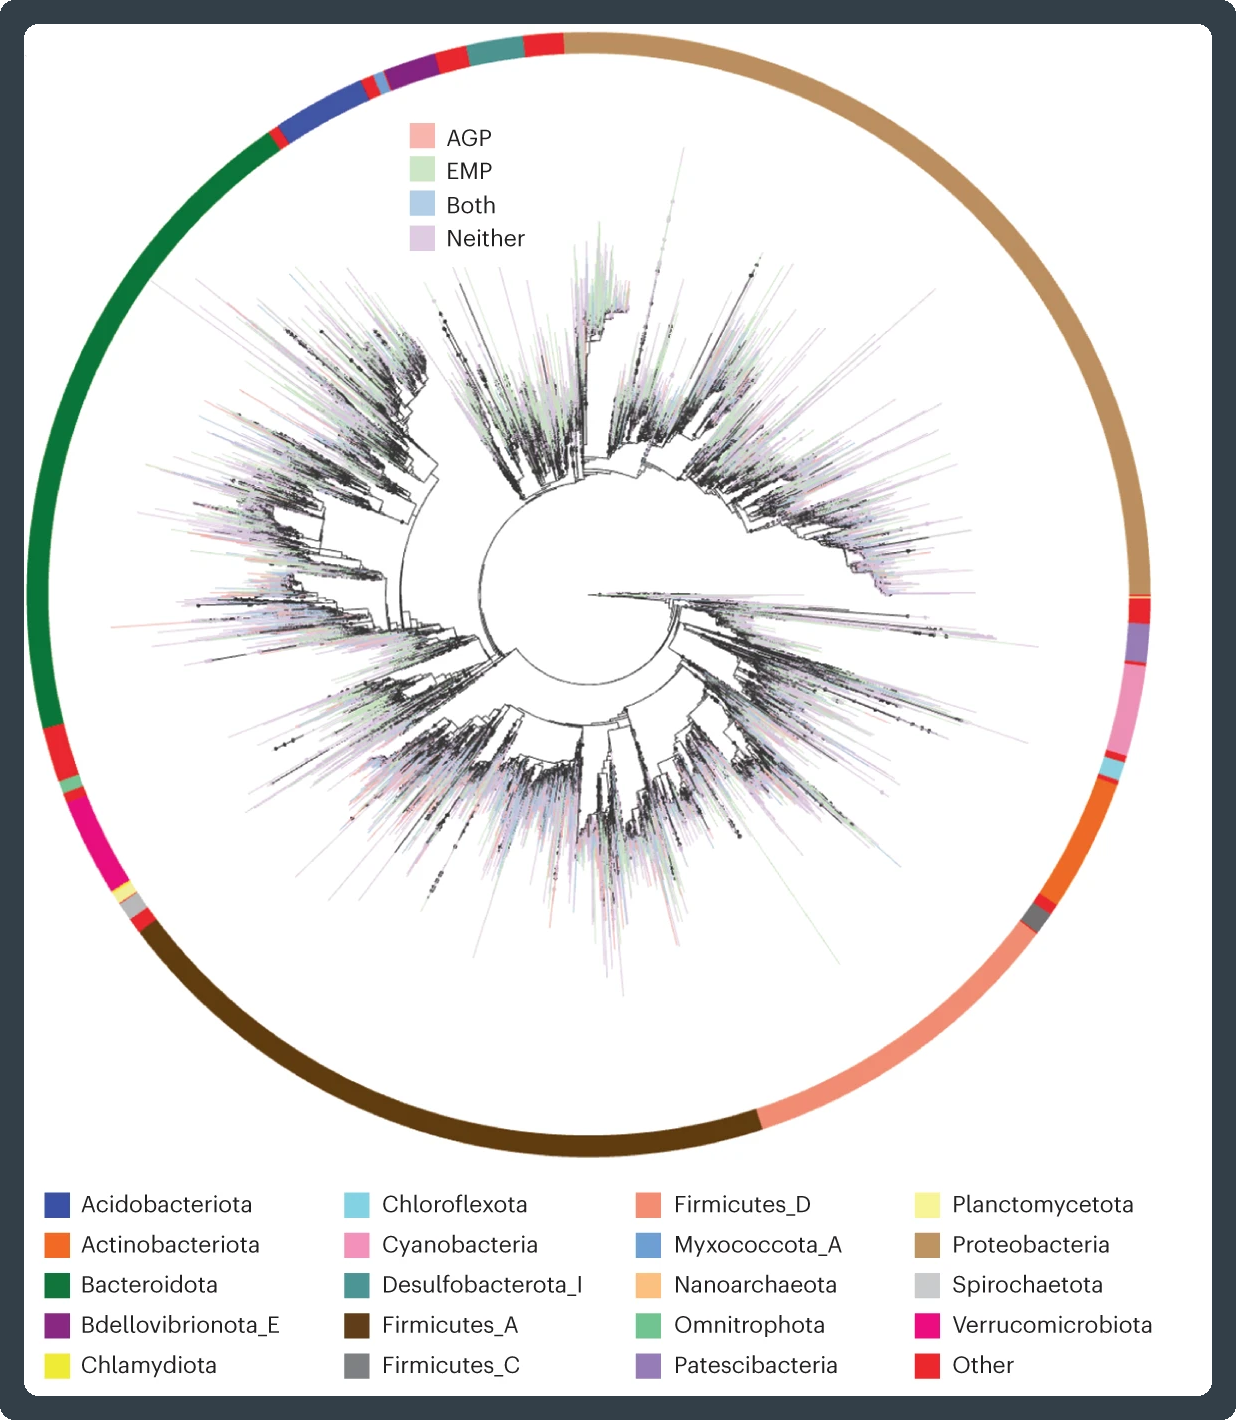 AGP
EMP
Both
Neither
Acidobacteriota
Actinobacteriota
Bacteroidota
Bdellovibrionota_E
Chlamydiota
Chloroflexota
Cyanobacteria
Desulfobacterota_I
Firmicutes_A
Firmicutes_C
Firmicutes_D
Myxococcota_A
Nanoarchaeota
Omnitrophota
Patescibacteria
Planctomycetota
Proteobacteria
Spirochaetota
Verrucomicrobiota
Other